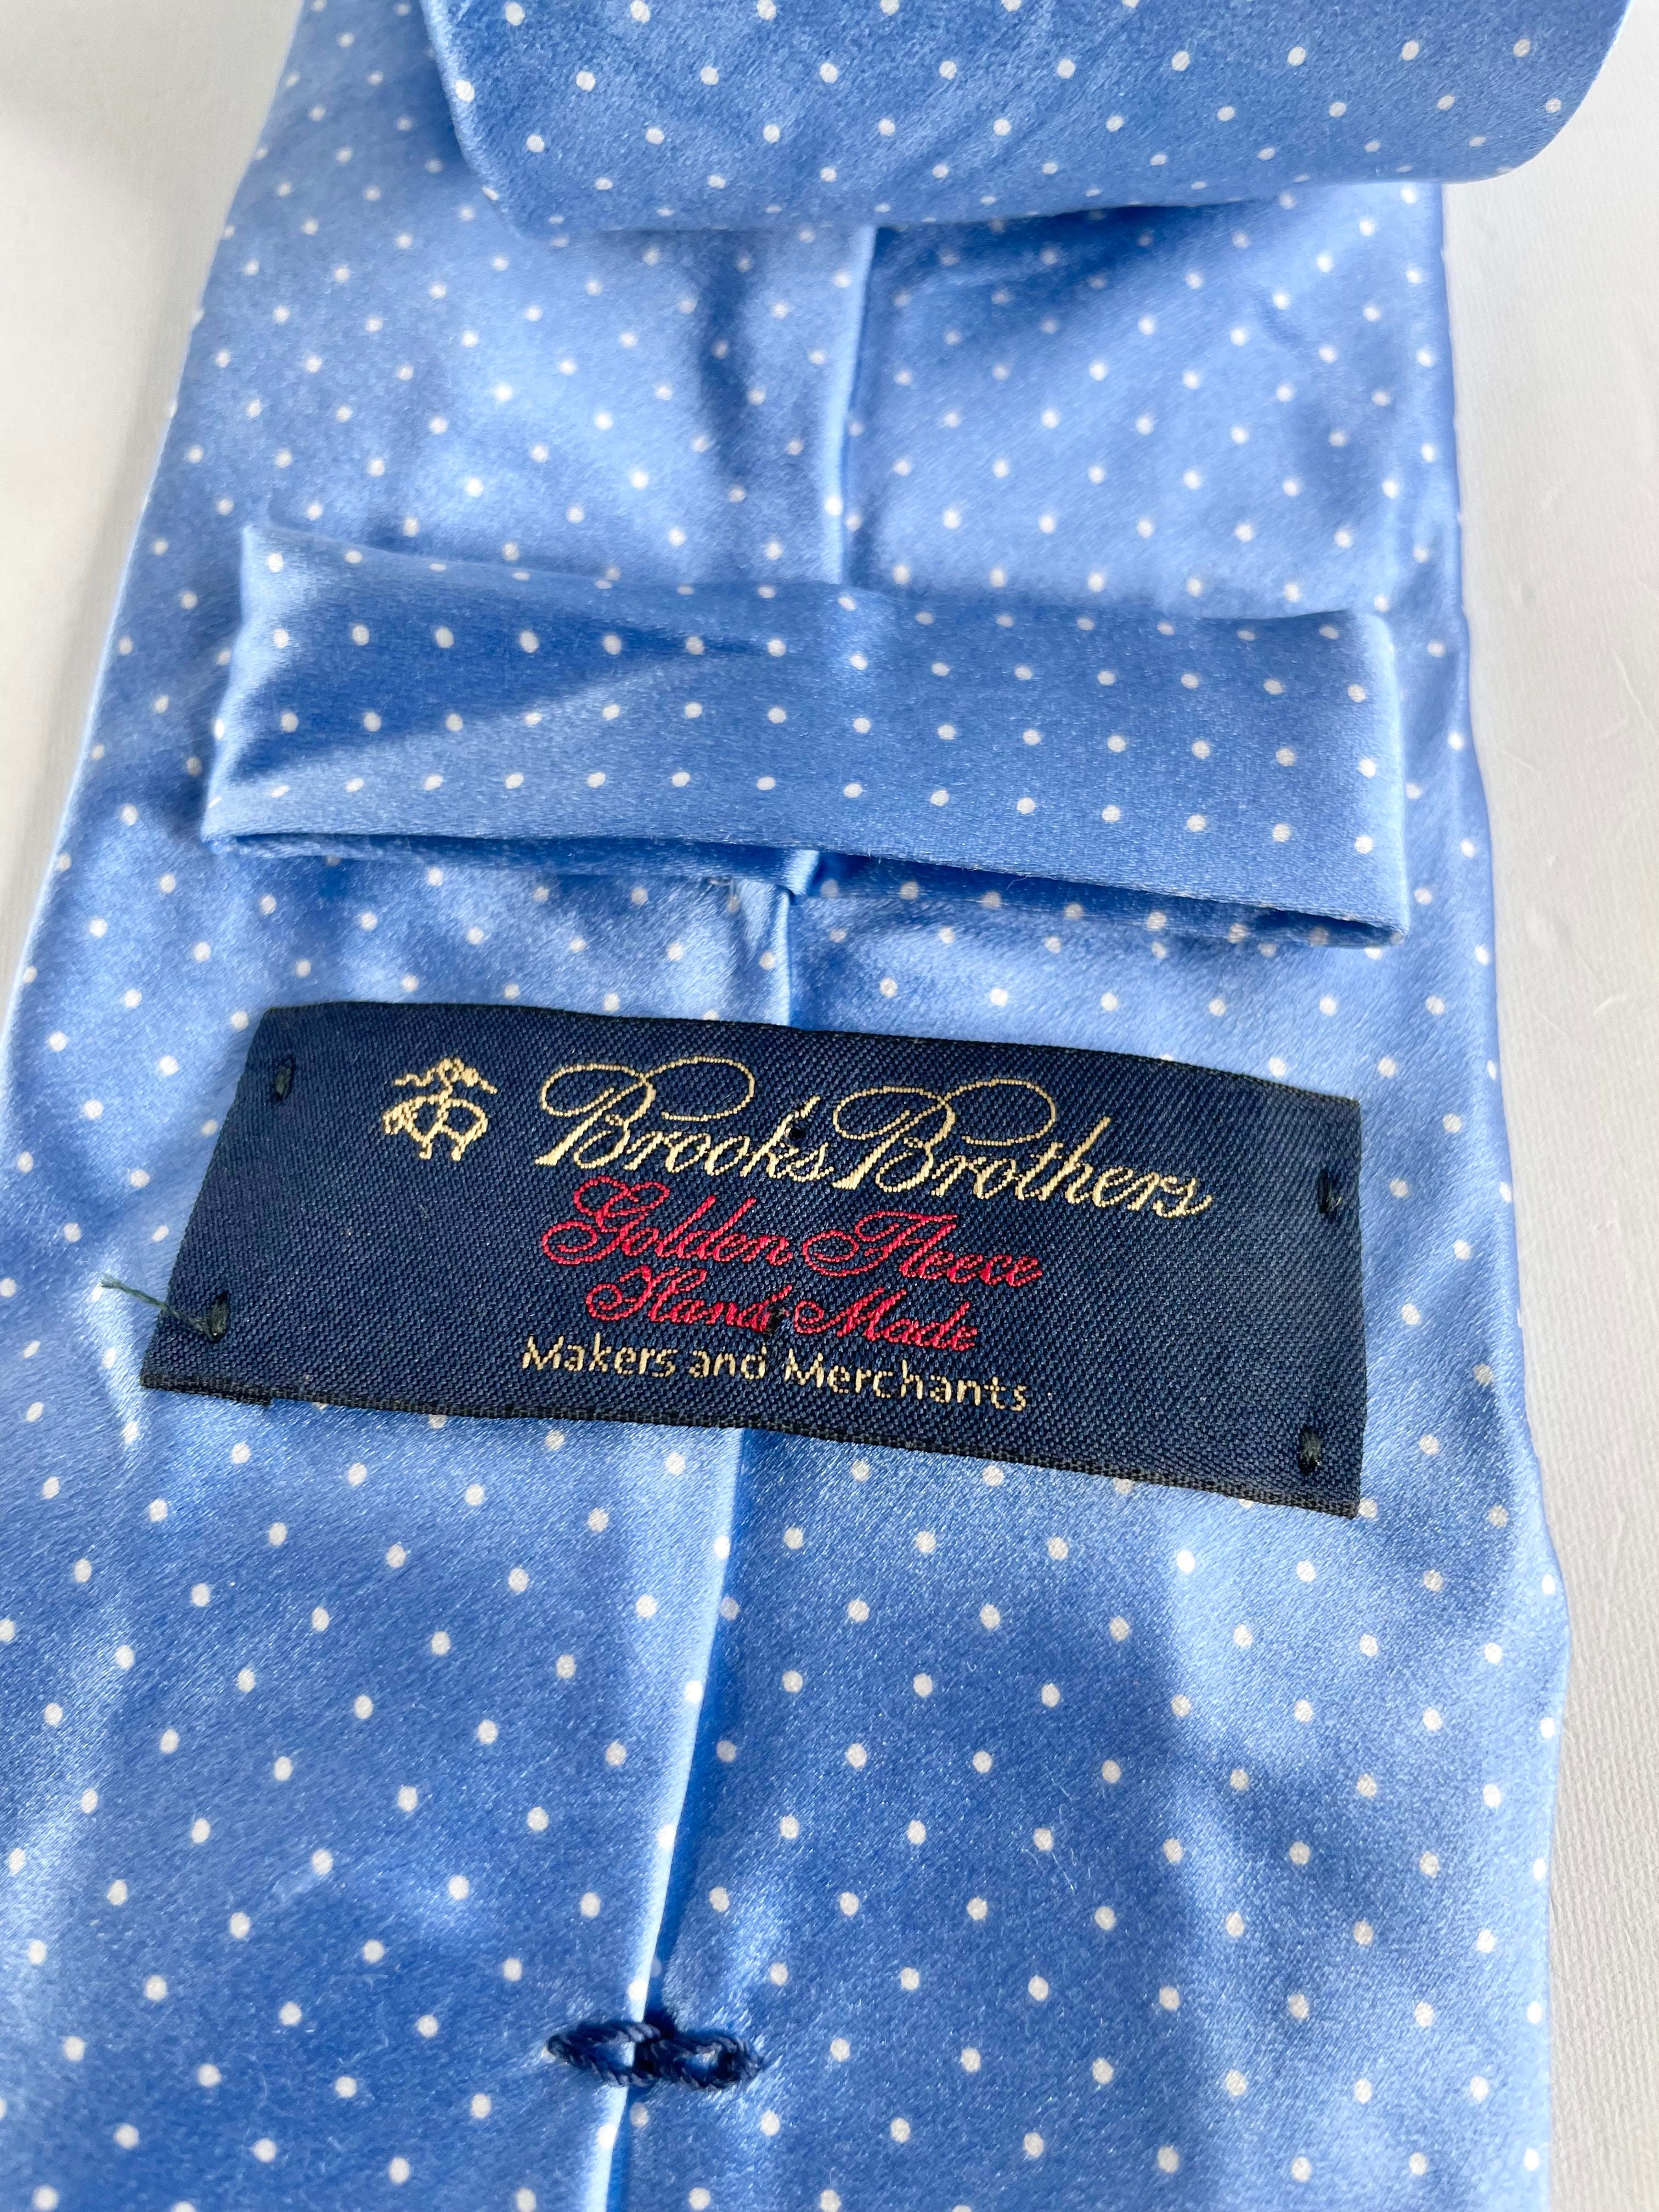 Brooks Brothers
Golden Fleece
Hand Made
Makers and Merchants